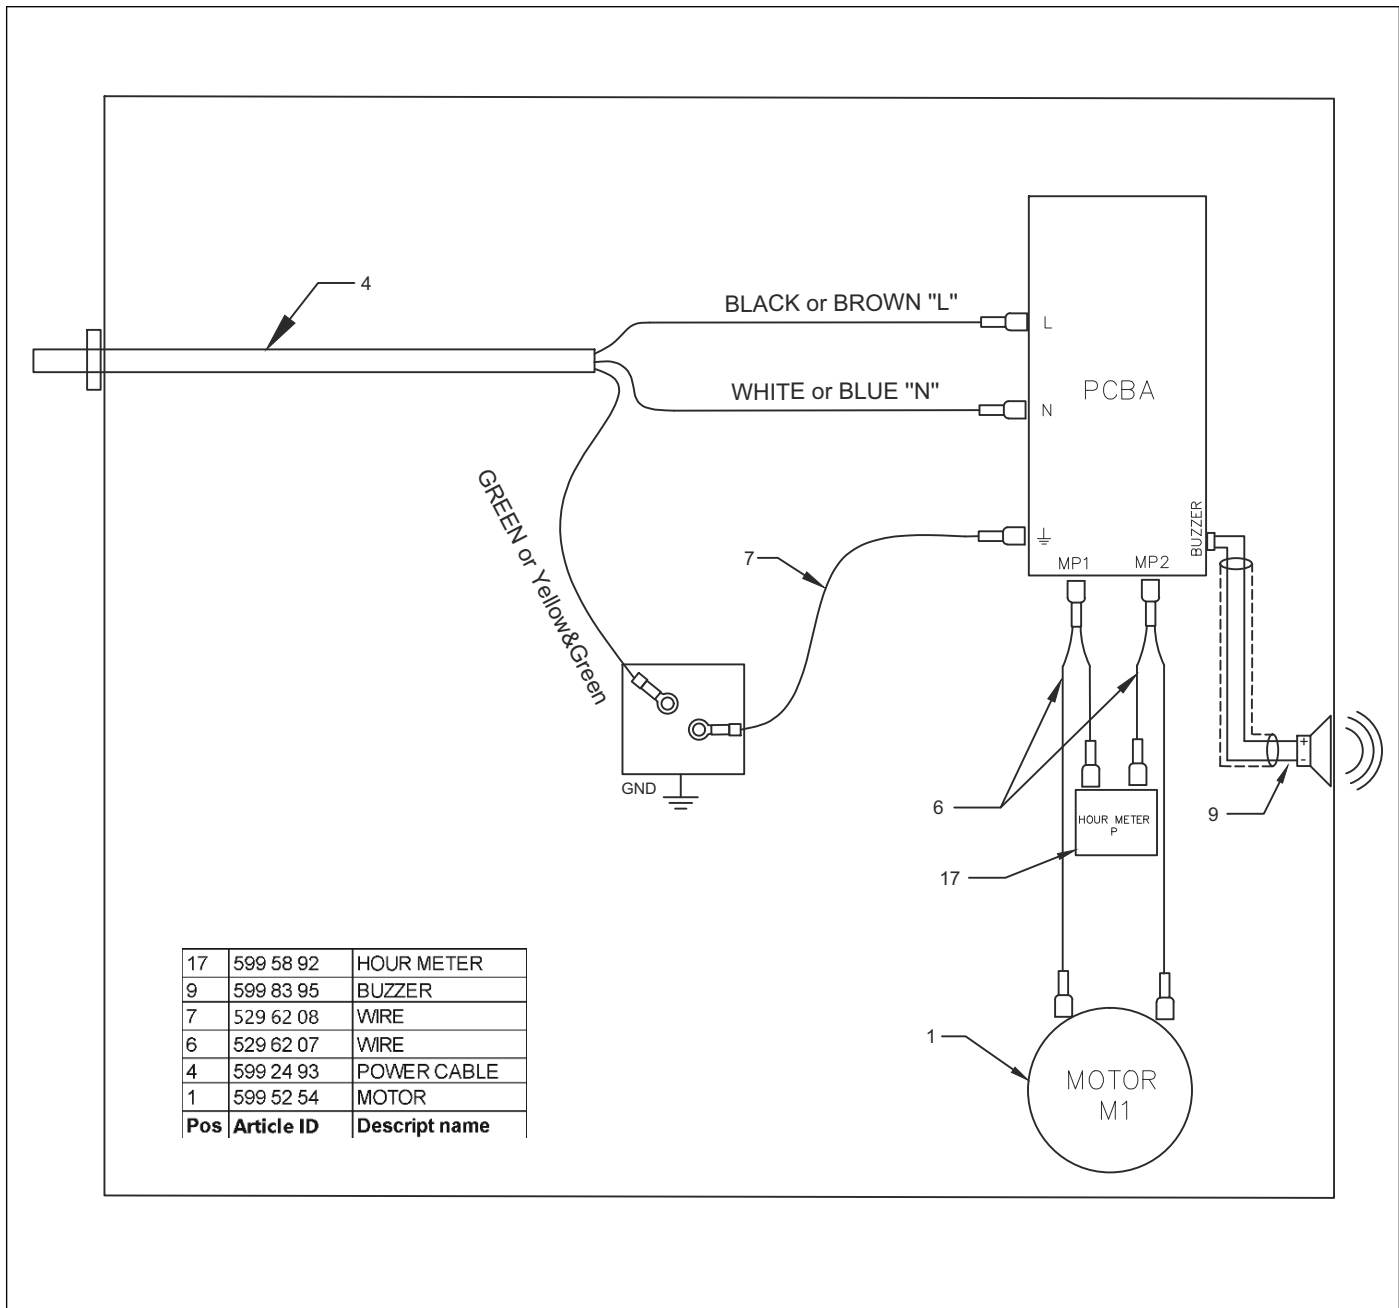 4
BLACK or BROWN "L"
L
WHITE or BLUE "N"
N
PCBA
GREEN or Yellow&Green
7
BUZZER
MP1
MP2
GND
6
HOUR METER
P
9
17
1
MOTOR
M1
+
-
17 599 58 92 HOUR METER
9 599 83 95 BUZZER
7 529 62 08 WIRE
6 529 62 07 WIRE
4 599 24 93 POWER CABLE
1 599 52 54 MOTOR
Pos Article ID Descript name